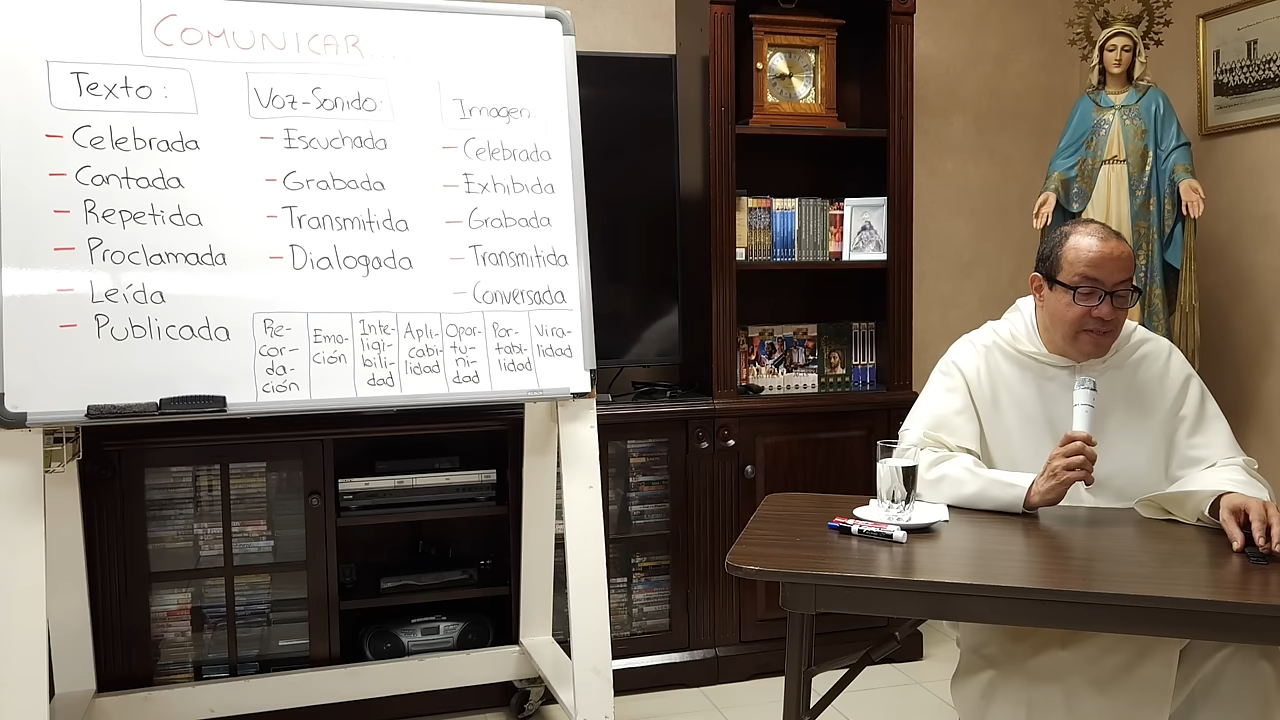 COMUNICAR...
Texto:
- Celebrada
- Cantada
- Repetida
- Proclamada
- Leída
- Publicada
Voz-Sonido:
- Escuchada
- Grabada
- Transmitida
- Dialogada
Imagen
- Celebrada
- Exhibida
- Grabada
- Transmitida
- Conversada
Re-
cor-
da-
ción
Emo-
ción
Inte-
ligi-
bili-
dad
Apli-
cabi-
lidad
Opor-
tu-
ni-
dad
Por-
tabi-
lidad
Vira-
lidad